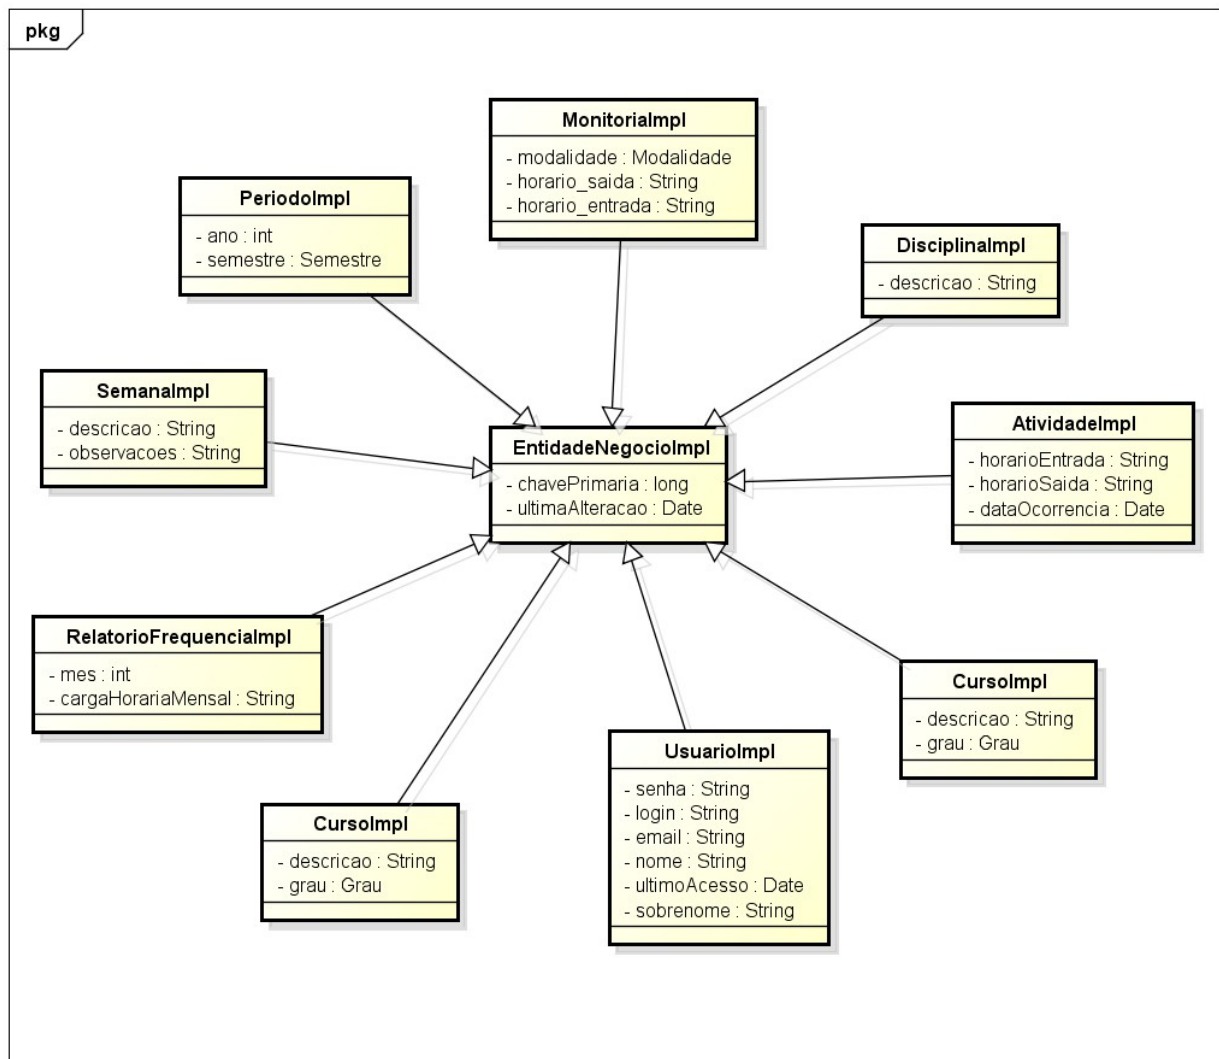 pkg
MonitoriaImpl
- modalidade : Modalidade
- horario_saida : String
- horario_entrada : String
PeriodoImpl
- ano : int
- semestre : Semestre
DisciplinaImpl
- descricao : String
SemanaImpl
- descricao : String
- observacoes : String
EntidadeNegocioImpl
- chavePrimaria : long
- ultimaAlteracao : Date
AtividadeImpl
- horarioEntrada : String
- horarioSaida : String
- dataOcorrencia : Date
RelatorioFrequenciaImpl
- mes : int
- cargaHorariaMensal : String
CursoImpl
- descricao : String
- grau : Grau
UsuarioImpl
- senha : String
- login : String
- email : String
- nome : String
- ultimoAcesso : Date
- sobrenome : String
CursoImpl
- descricao : String
- grau : Grau